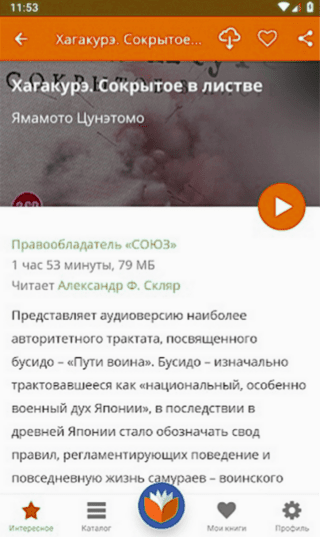 11:53
Хагакурэ. Сокрытое...
Сокрытое
Хагакурэ. Сокрытое в листве
Ямамото Цунэтомо
Правообладатель «СОЮЗ»
1 час 53 минуты, 79 МБ
Читает Александр Ф. Скляр
Представляет аудиоверсию наиболее
авторитетного трактата, посвященного
бусидо – «Пути воина». Бусидо – изначально
трактовавшееся как «национальный, особенно
военный дух Японии», в последствии в
древней Японии стало обозначать свод
правил, регламентирующих поведение и
повседневную жизнь самураев – воинского
Интересное
Каталог
Мои книги
Профиль